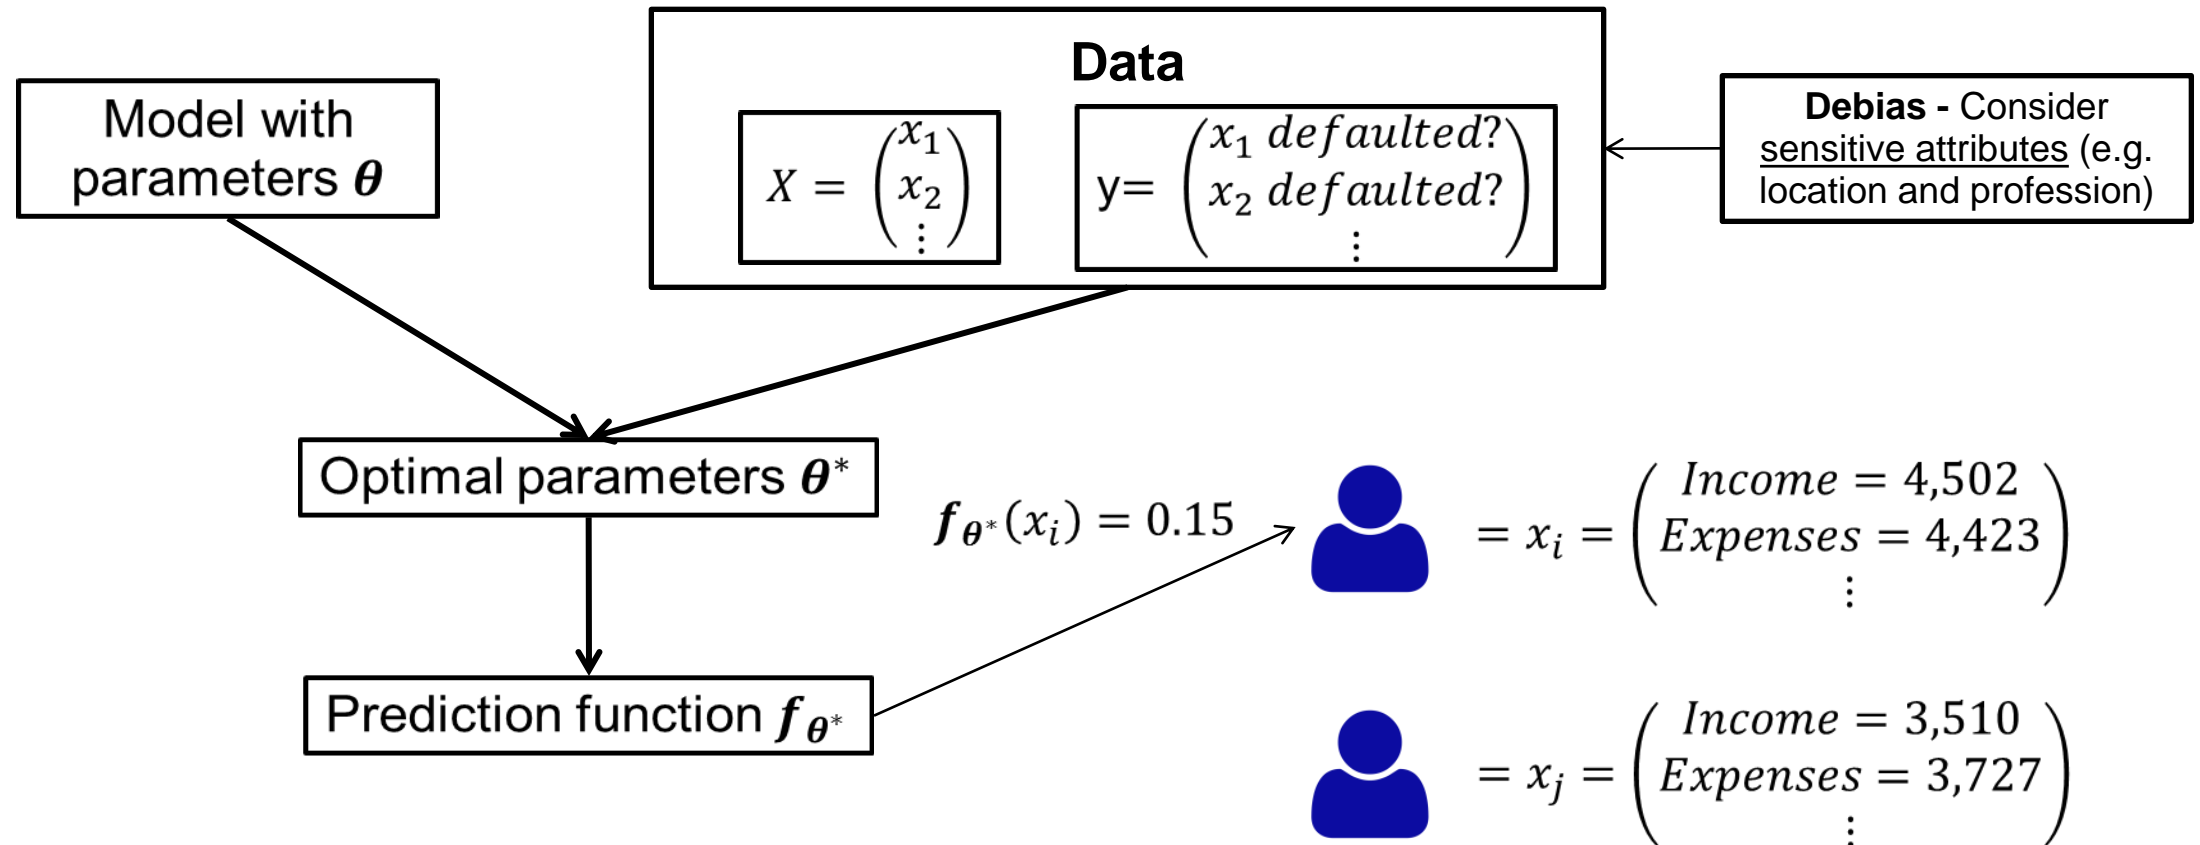 Data
Model with
parameters θ
X = (x₁
x₂
⋮)
y= (x₁ defaulted?
x₂ defaulted?
⋮)
Debias - Consider
sensitive attributes (e.g.
location and profession)
Optimal parameters θ*
f_θ*(xᵢ) = 0.15
= xᵢ = (Income = 4,502
Expenses = 4,423
⋮)
Prediction function f_θ*
= xⱼ = (Income = 3,510
Expenses = 3,727
⋮)